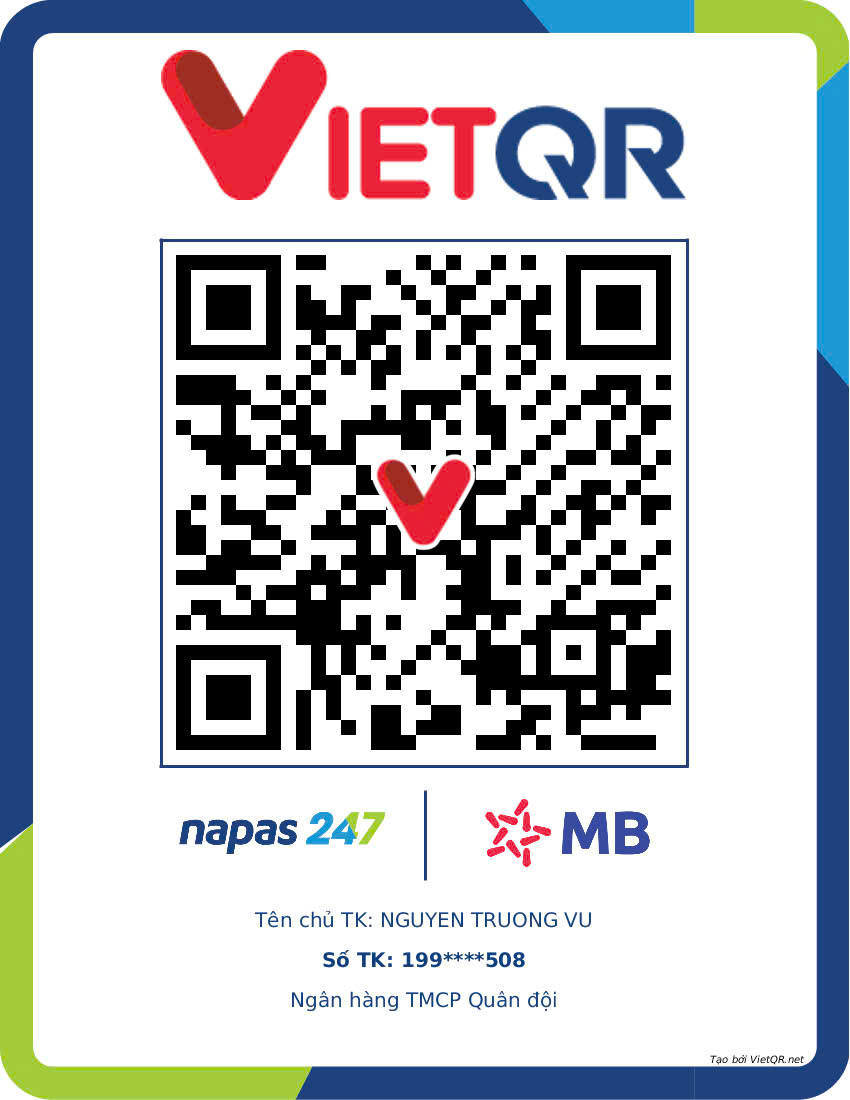 VIETQR
napas 247
MB
Tên chủ TK: NGUYEN TRUONG VU
Số TK: 199****508
Ngân hàng TMCP Quân đội
Tạo bởi VietQR.net